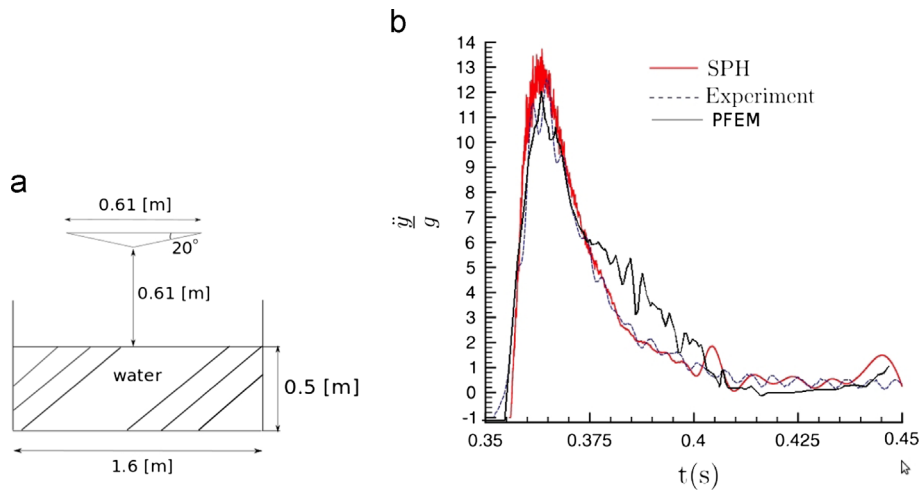 a
0.61 [m]
20°
0.61 [m]
water
0.5 [m]
1.6 [m]
b
14
13
12
11
10
9
8
7
6
5
4
3
2
1
0
-1
ÿ
g
SPH
Experiment
PFEM
0.35
0.375
0.4
0.425
0.45
t(s)